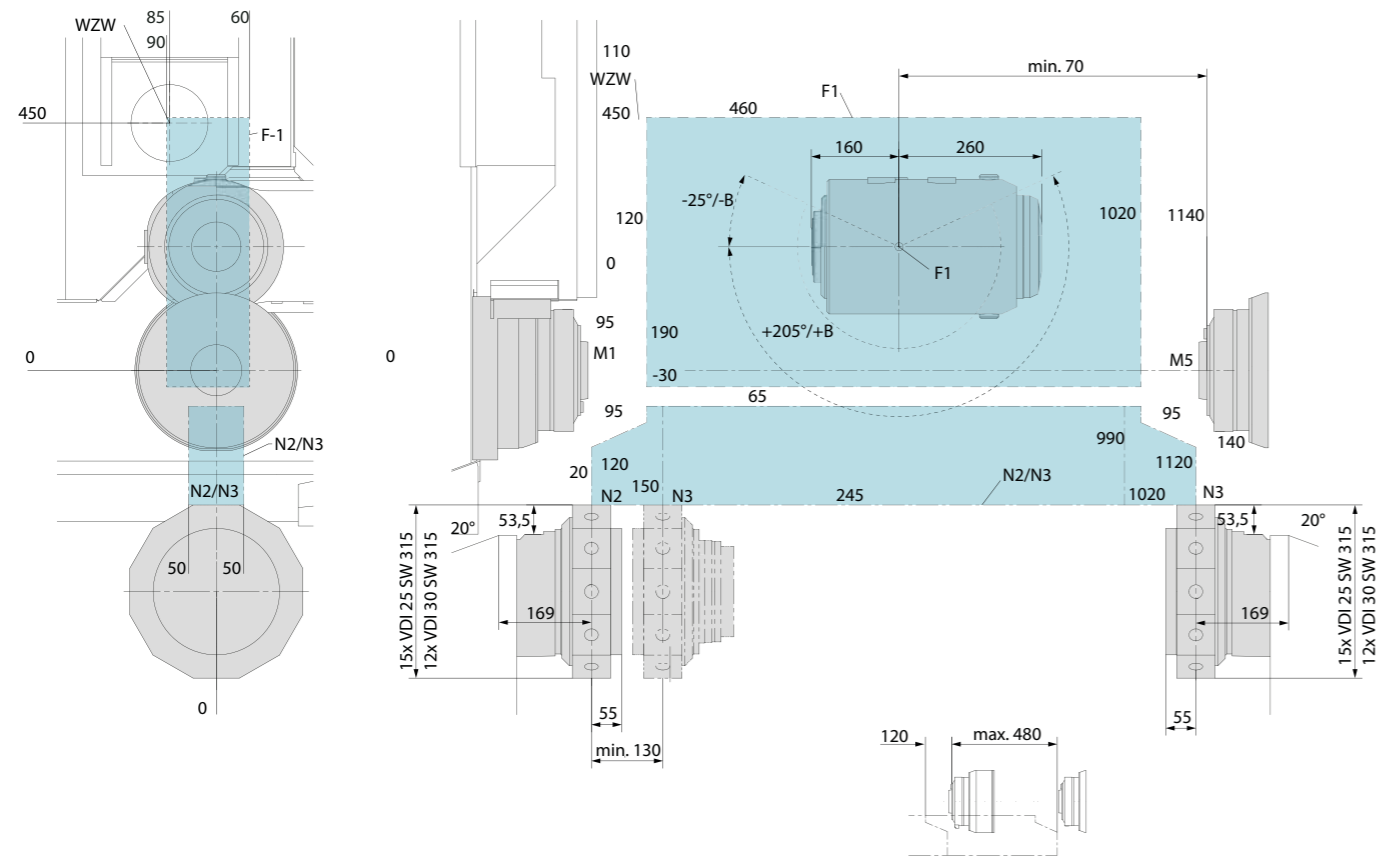 WZW
85
60
90
450
F-1
0
N2/N3
N2/N3
50
50
0
110
WZW
450
460
F1
min. 70
160
260
-25°/-B
120
1020
1140
0
F1
+205°/+B
95
190
M1
M5
0
-30
65
95
95
990
140
20
120
1120
150
N2
N3
245
N2/N3
1020
N3
20°
53,5
53,5
20°
15x VDI 25 SW 315
12x VDI 30 SW 315
169
169
15x VDI 25 SW 315
12x VDI 30 SW 315
55
55
min. 130
120
max. 480